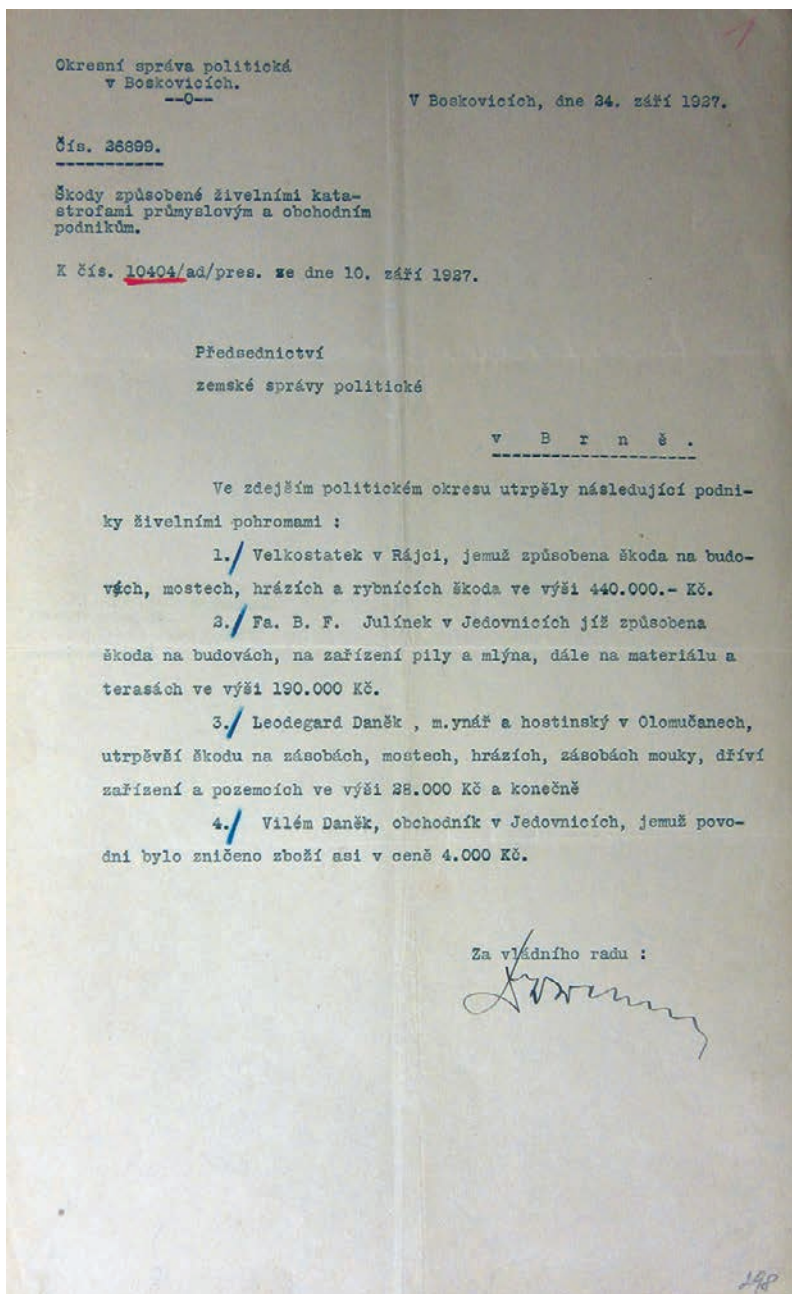 1
Okresní správa politická
v Boskovicích.
--0--
V Boskovicích, dne 24. září 1927.
Čís. 26899.
Škody způsobené živelními kata-
strofami průmyslovým a obchodním
podnikům.
K čís. 10404/ad/pres. ze dne 10. září 1927.
Předsednictví
zemské správy politické
v Brně.
Ve zdejším politickém okresu utrpěly následující podni-
ky živelními pohromami :
1./ Velkostatek v Rájci, jemuž způsobena škoda na budo-
vách, mostech, hrázích a rybnících škoda ve výši 440.000.- Kč.
2./ Fa. B. F. Julínek v Jedovnicích jíž způsobena
škoda na budovách, na zařízení pily a mlýna, dále na materiálu a
terasách ve výši 190.000 Kč.
3./ Leodegard Daněk , m.ynář a hostinský v Olomučanech,
utrpěvší škodu na zásobách, mostech, hrázích, zásobách mouky, dříví
zařízení a pozemcích ve výši 28.000 Kč a konečně
4./ Vilém Daněk, obchodník v Jedovnicích, jemuž povo-
dni bylo zničeno zboží asi v ceně 4.000 Kč.
Za vládního radu :
298